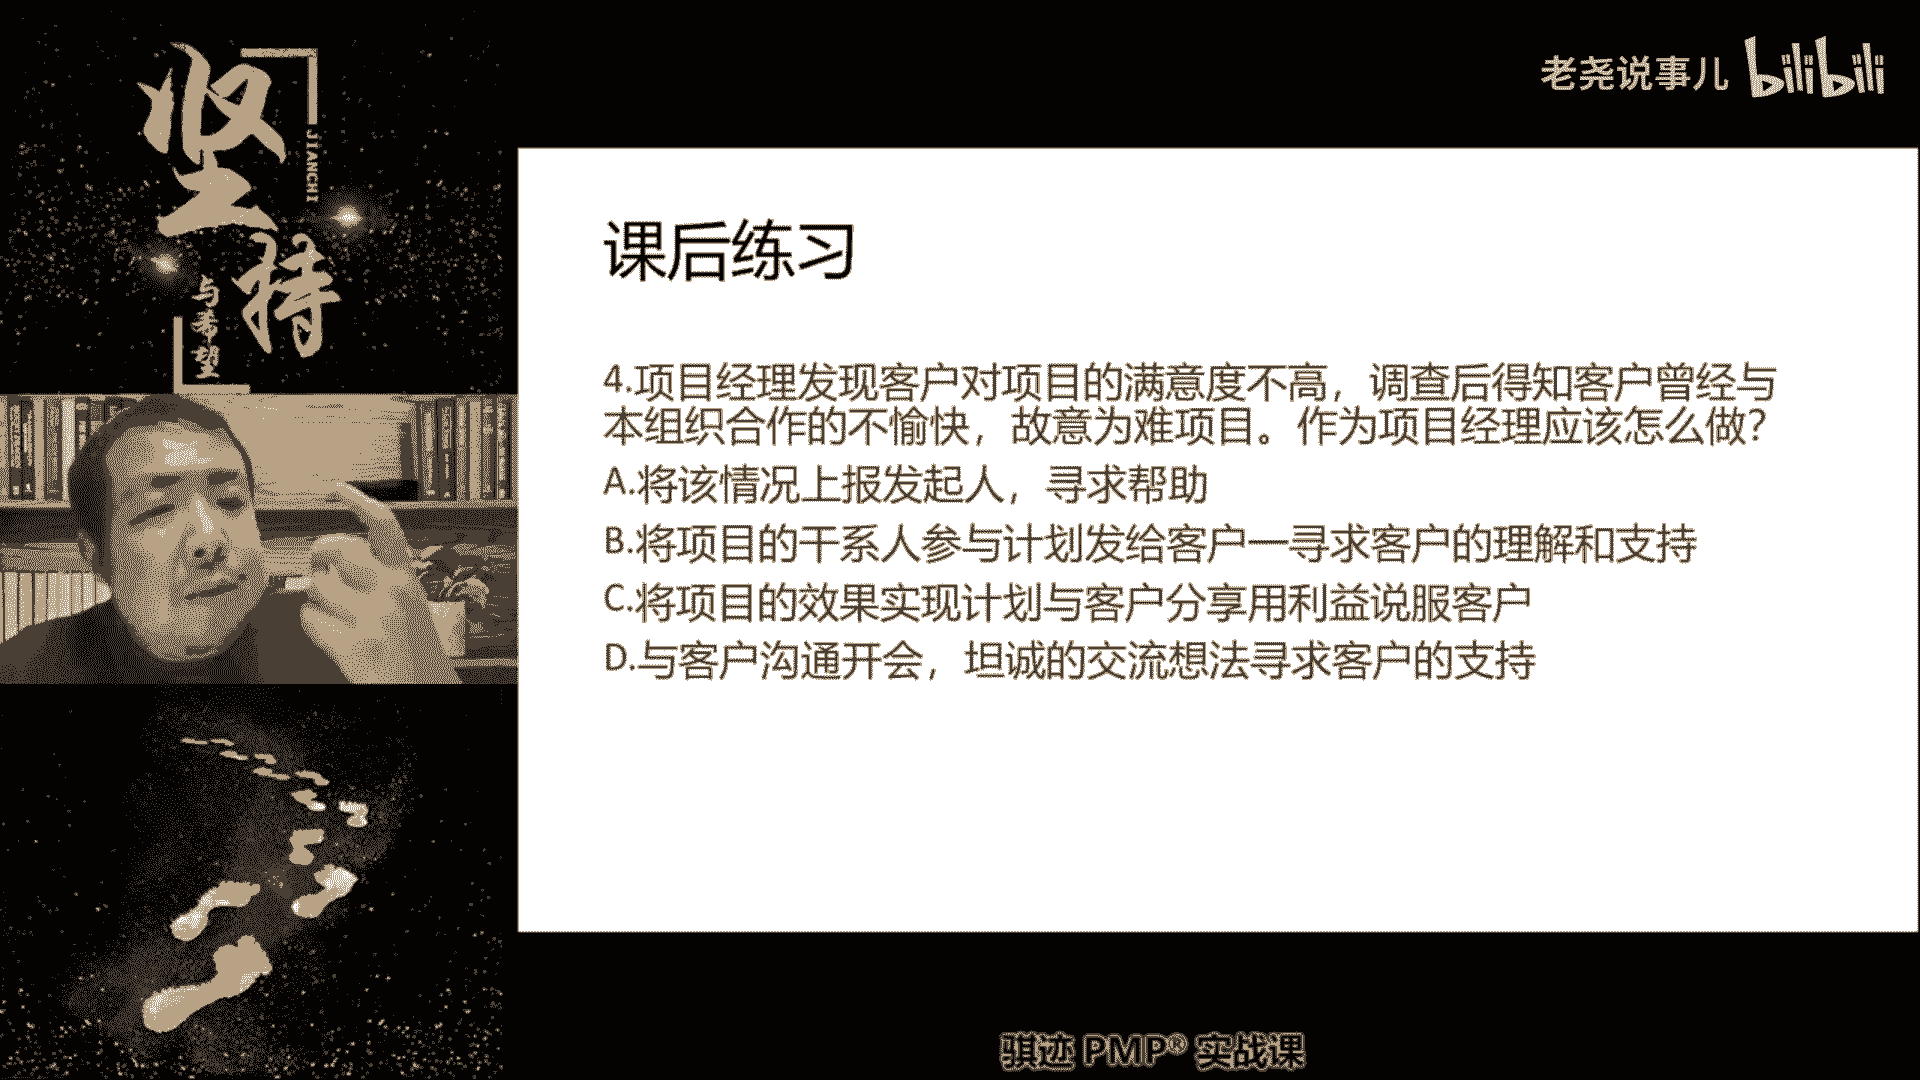 坚持
JIANCHI
与希望
老尧说事儿 bilibili
课后练习
4.项目经理发现客户对项目的满意度不高，调查后得知客户曾经与
本组织合作的不愉快，故意为难项目。作为项目经理应该怎么做？
A.将该情况上报发起人，寻求帮助
B.将项目的干系人参与计划发给客户一寻求客户的理解和支持
C.将项目的效果实现计划与客户分享用利益说服客户
D.与客户沟通开会，坦诚的交流想法寻求客户的支持
骐迹 PMP® 实战课